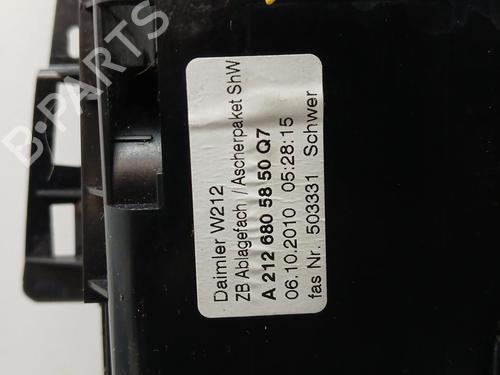 Daimler W212
ZB Ablagefach / Ascherpaket ShW
A 212 680 58 50 Q7
06.10.2010 05:28:15
fas Nr. 503331 Schwer
B-PARTS